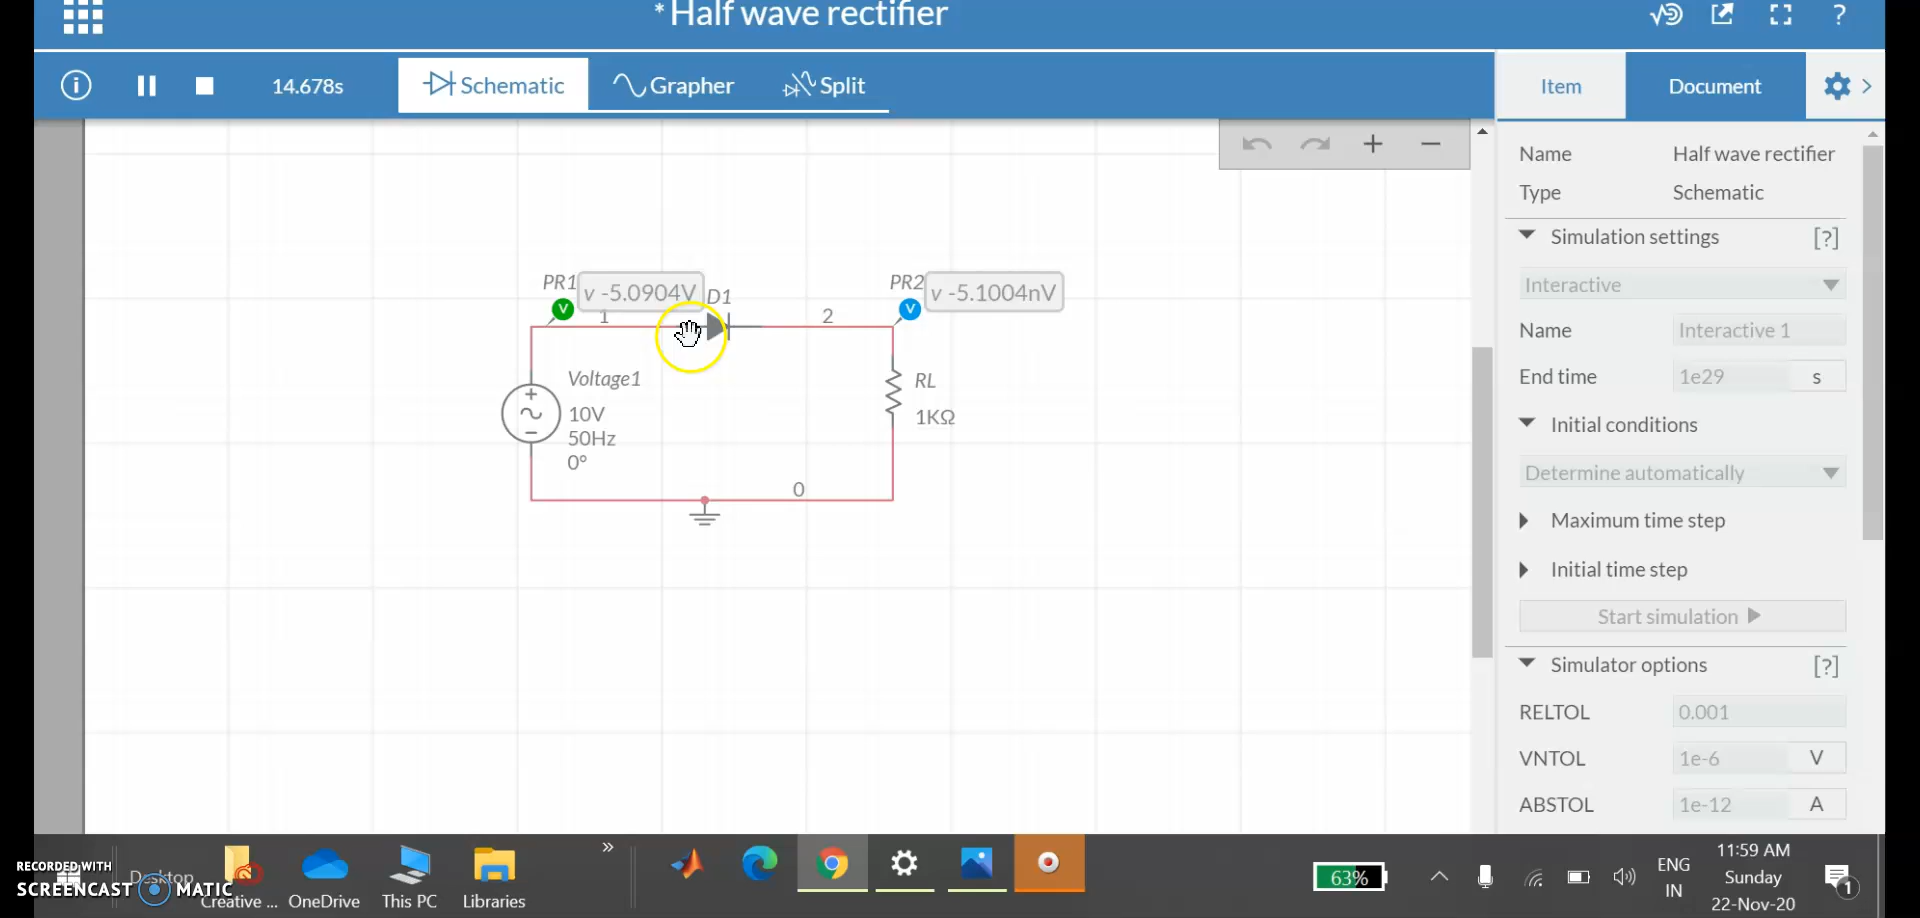 * Half wave rectifier
?
i
14.678s
Schematic
Grapher
Split
Item
Document
Name
Half wave rectifier
Type
Schematic
Simulation settings
[?]
Interactive
Name
Interactive 1
End time
1e29
s
Initial conditions
Determine automatically
Maximum time step
Initial time step
Start simulation
Simulator options
[?]
RELTOL
0.001
VNTOL
1e-6
V
ABSTOL
1e-12
A
PR1
v -5.0904V
D1
PR2
v -5.1004nV
V
V
1
2
Voltage1
10V
50Hz
0°
RL
1KΩ
0
RECORDED WITH
SCREENCAST MATIC
Desktop
Creative ...
OneDrive
This PC
Libraries
»
63%
ENG
IN
11:59 AM
Sunday
22-Nov-20
1